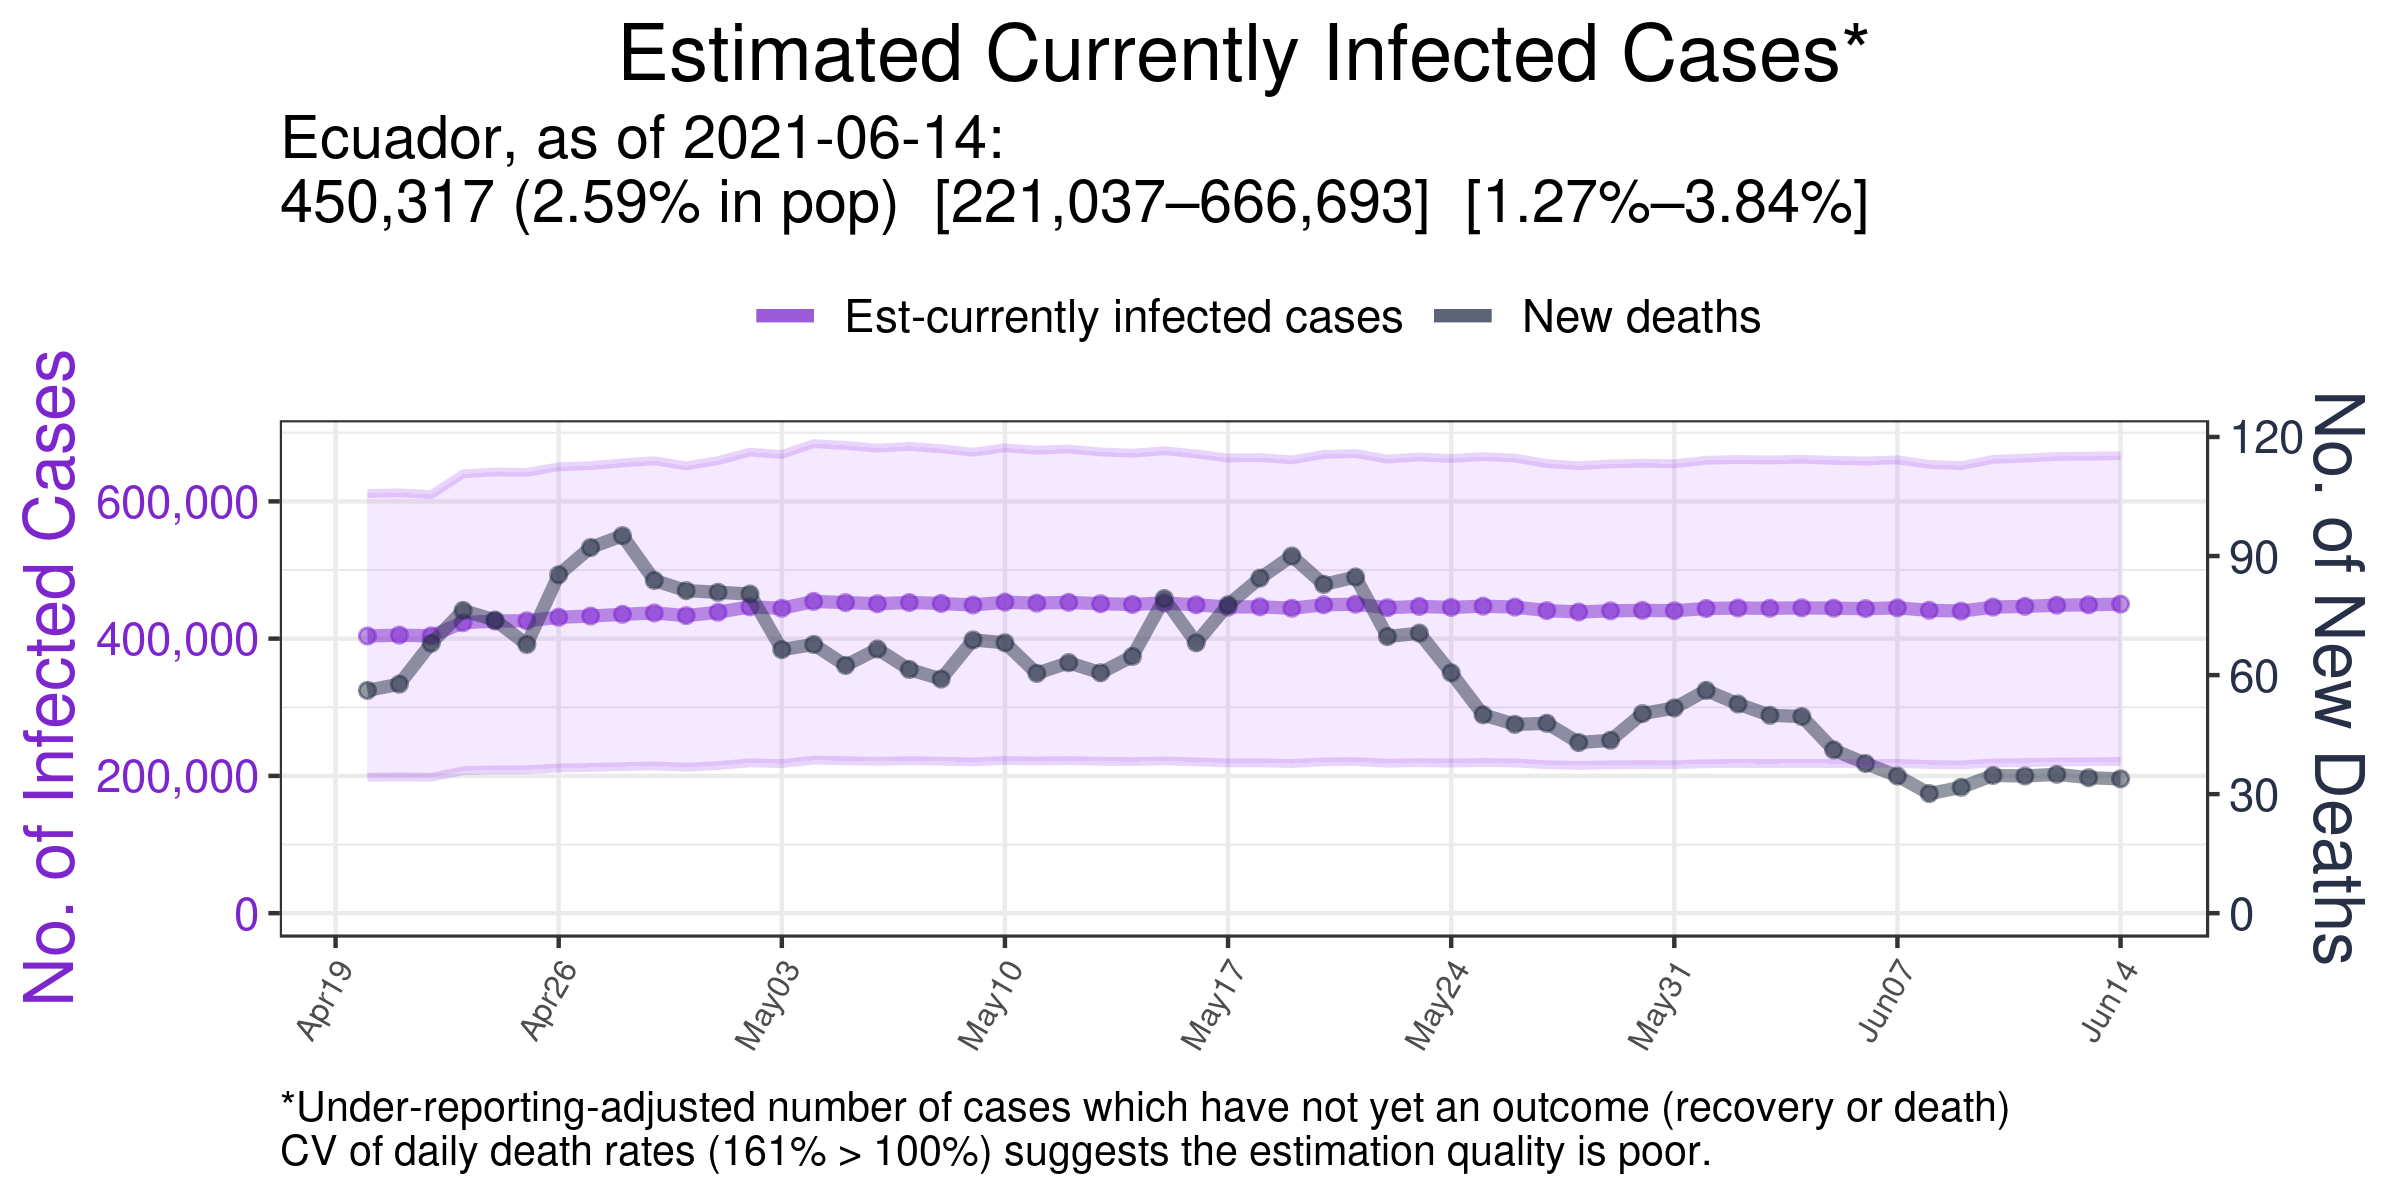 Estimated Currently Infected Cases*
Ecuador, as of 2021-06-14:
450,317 (2.59% in pop)  [221,037–666,693]  [1.27%–3.84%]
Est-currently infected cases
New deaths
No. of Infected Cases
600,000
400,000
200,000
0
120
90
60
30
0
No. of New Deaths
Apr19
Apr26
May03
May10
May17
May24
May31
Jun07
Jun14
*Under-reporting-adjusted number of cases which have not yet an outcome (recovery or death)
CV of daily death rates (161% > 100%) suggests the estimation quality is poor.